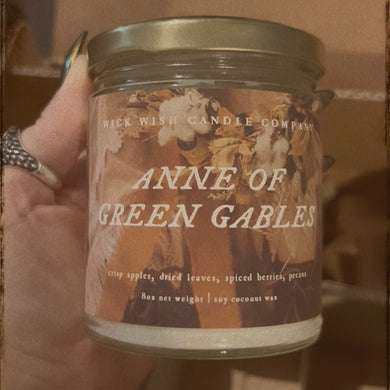 WICK WISH CANDLE COMPANY
ANNE OF
GREEN GABLES
crisp apples, dried leaves, spiced berries, pecans
8oz net weight | soy coconut wax